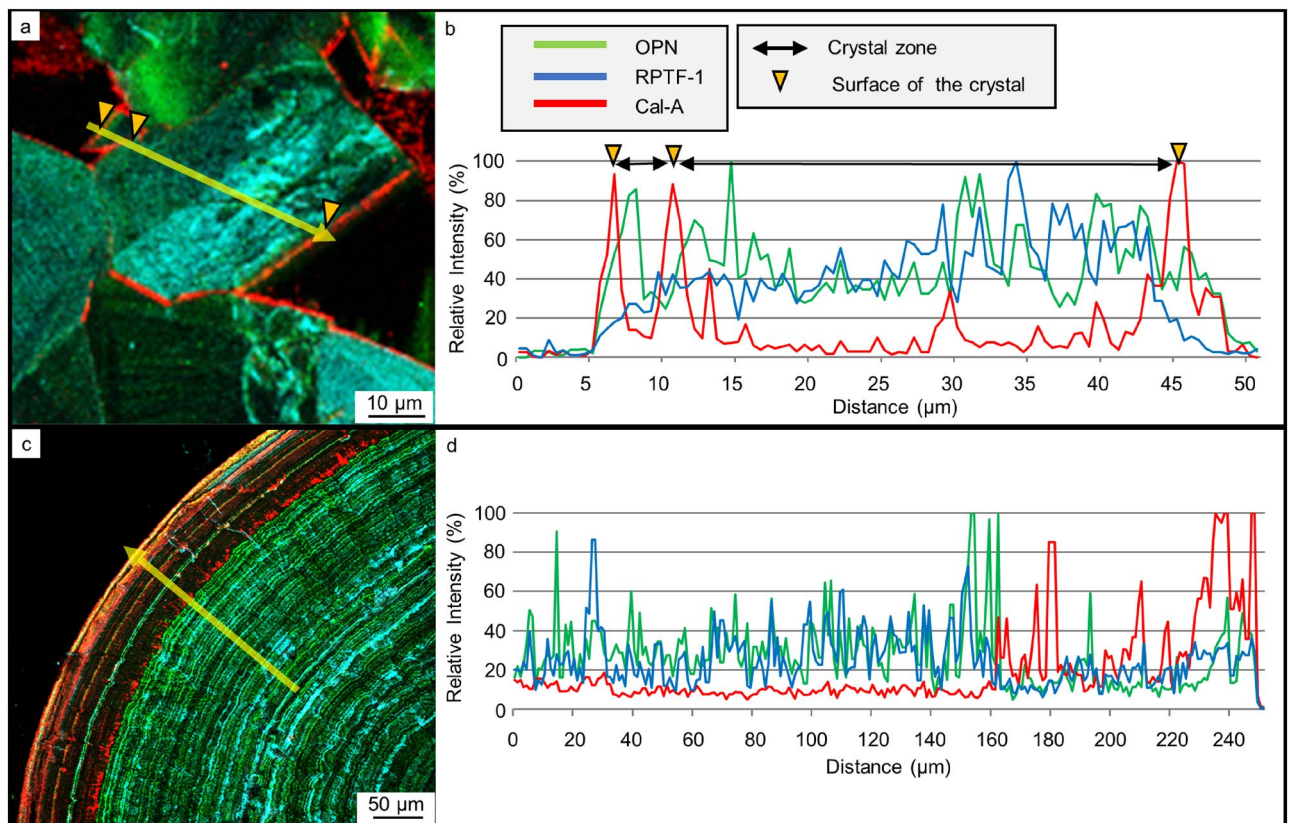 a
10 µm
b
OPN
RPTF-1
Cal-A
Crystal zone
Surface of the crystal
Relative Intensity (%)
100
80
60
40
20
0
0 5 10 15 20 25 30 35 40 45 50
Distance (µm)
c
50 µm
d
Relative Intensity (%)
100
80
60
40
20
0
0 20 40 60 80 100 120 140 160 180 200 220 240
Distance (µm)